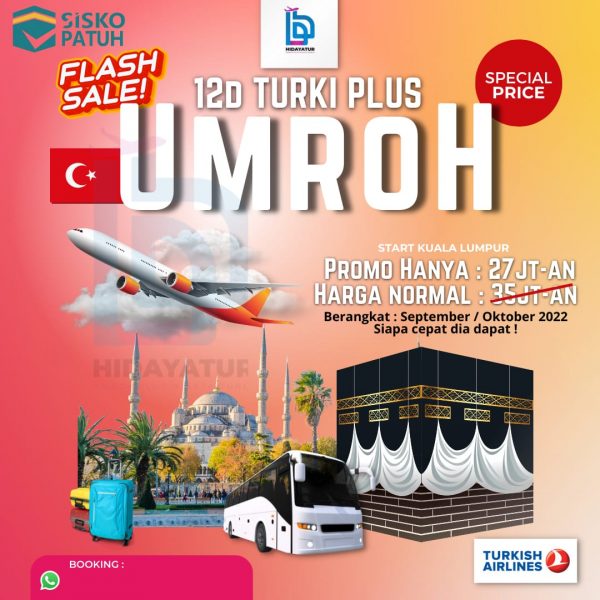 SiSKO
PATUH
HIDAYATUR
FLASH
SALE!
SPECIAL
PRICE
12D TURKI PLUS
UMROH
START KUALA LUMPUR
PROMO HANYA : 27JT-AN
HARGA NORMAL : 35JT-AN
Berangkat : September / Oktober 2022
Siapa cepat dia dapat !
HIDAYATUR
BOOKING :
TURKISH
AIRLINES